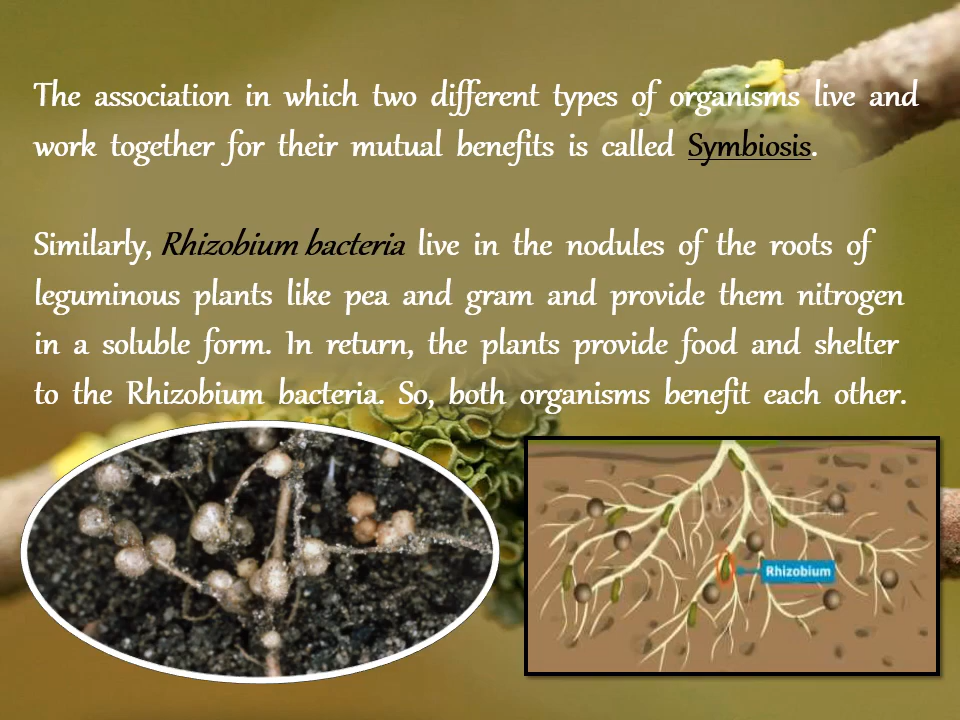 The association in which two different types of organisms live and
work together for their mutual benefits is called Symbiosis.
Similarly, Rhizobium bacteria live in the nodules of the roots of
leguminous plants like pea and gram and provide them nitrogen
in a soluble form. In return, the plants provide food and shelter
to the Rhizobium bacteria. So, both organisms benefit each other.
Rhizobium